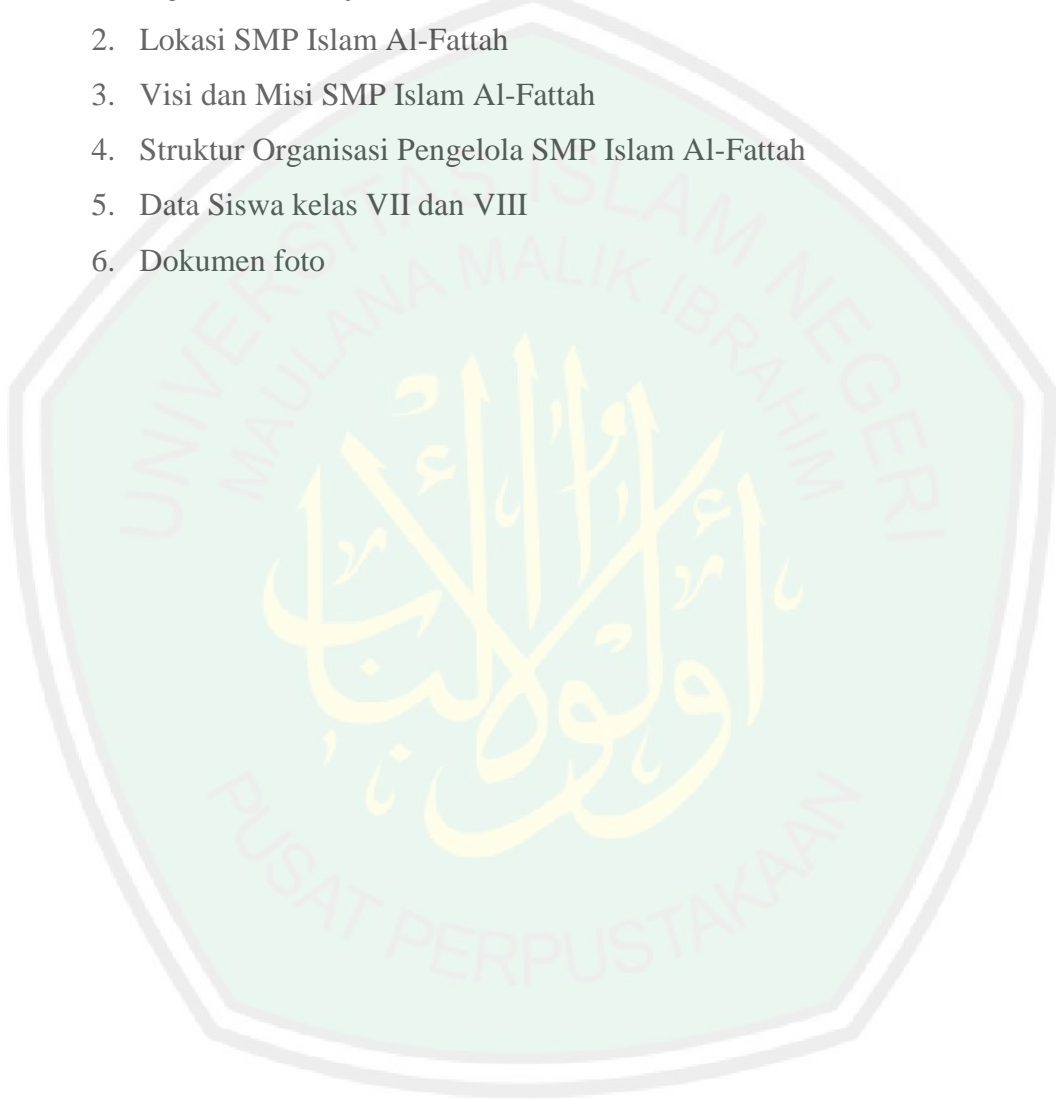 2. Lokasi SMP Islam Al-Fattah
3. Visi dan Misi SMP Islam Al-Fattah
4. Struktur Organisasi Pengelola SMP Islam Al-Fattah
5. Data Siswa kelas VII dan VIII
6. Dokumen foto
UNIVERSITAS ISLAM NEGERI
MAULANA MALIK IBRAHIM
أولوا الألباب
PUSAT PERPUSTAKAAN